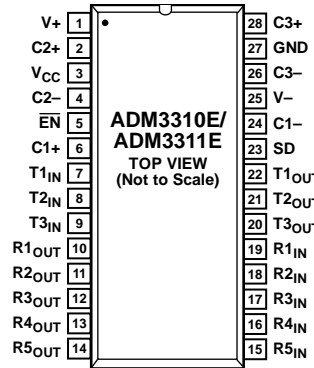 V+ 1
C2+ 2
VCC 3
C2– 4
EN 5
C1+ 6
T1IN 7
T2IN 8
T3IN 9
R1OUT 10
R2OUT 11
R3OUT 12
R4OUT 13
R5OUT 14
ADM3310E/
ADM3311E
TOP VIEW
(Not to Scale)
28 C3+
27 GND
26 C3–
25 V–
24 C1–
23 SD
22 T1OUT
21 T2OUT
20 T3OUT
19 R1IN
18 R2IN
17 R3IN
16 R4IN
15 R5IN